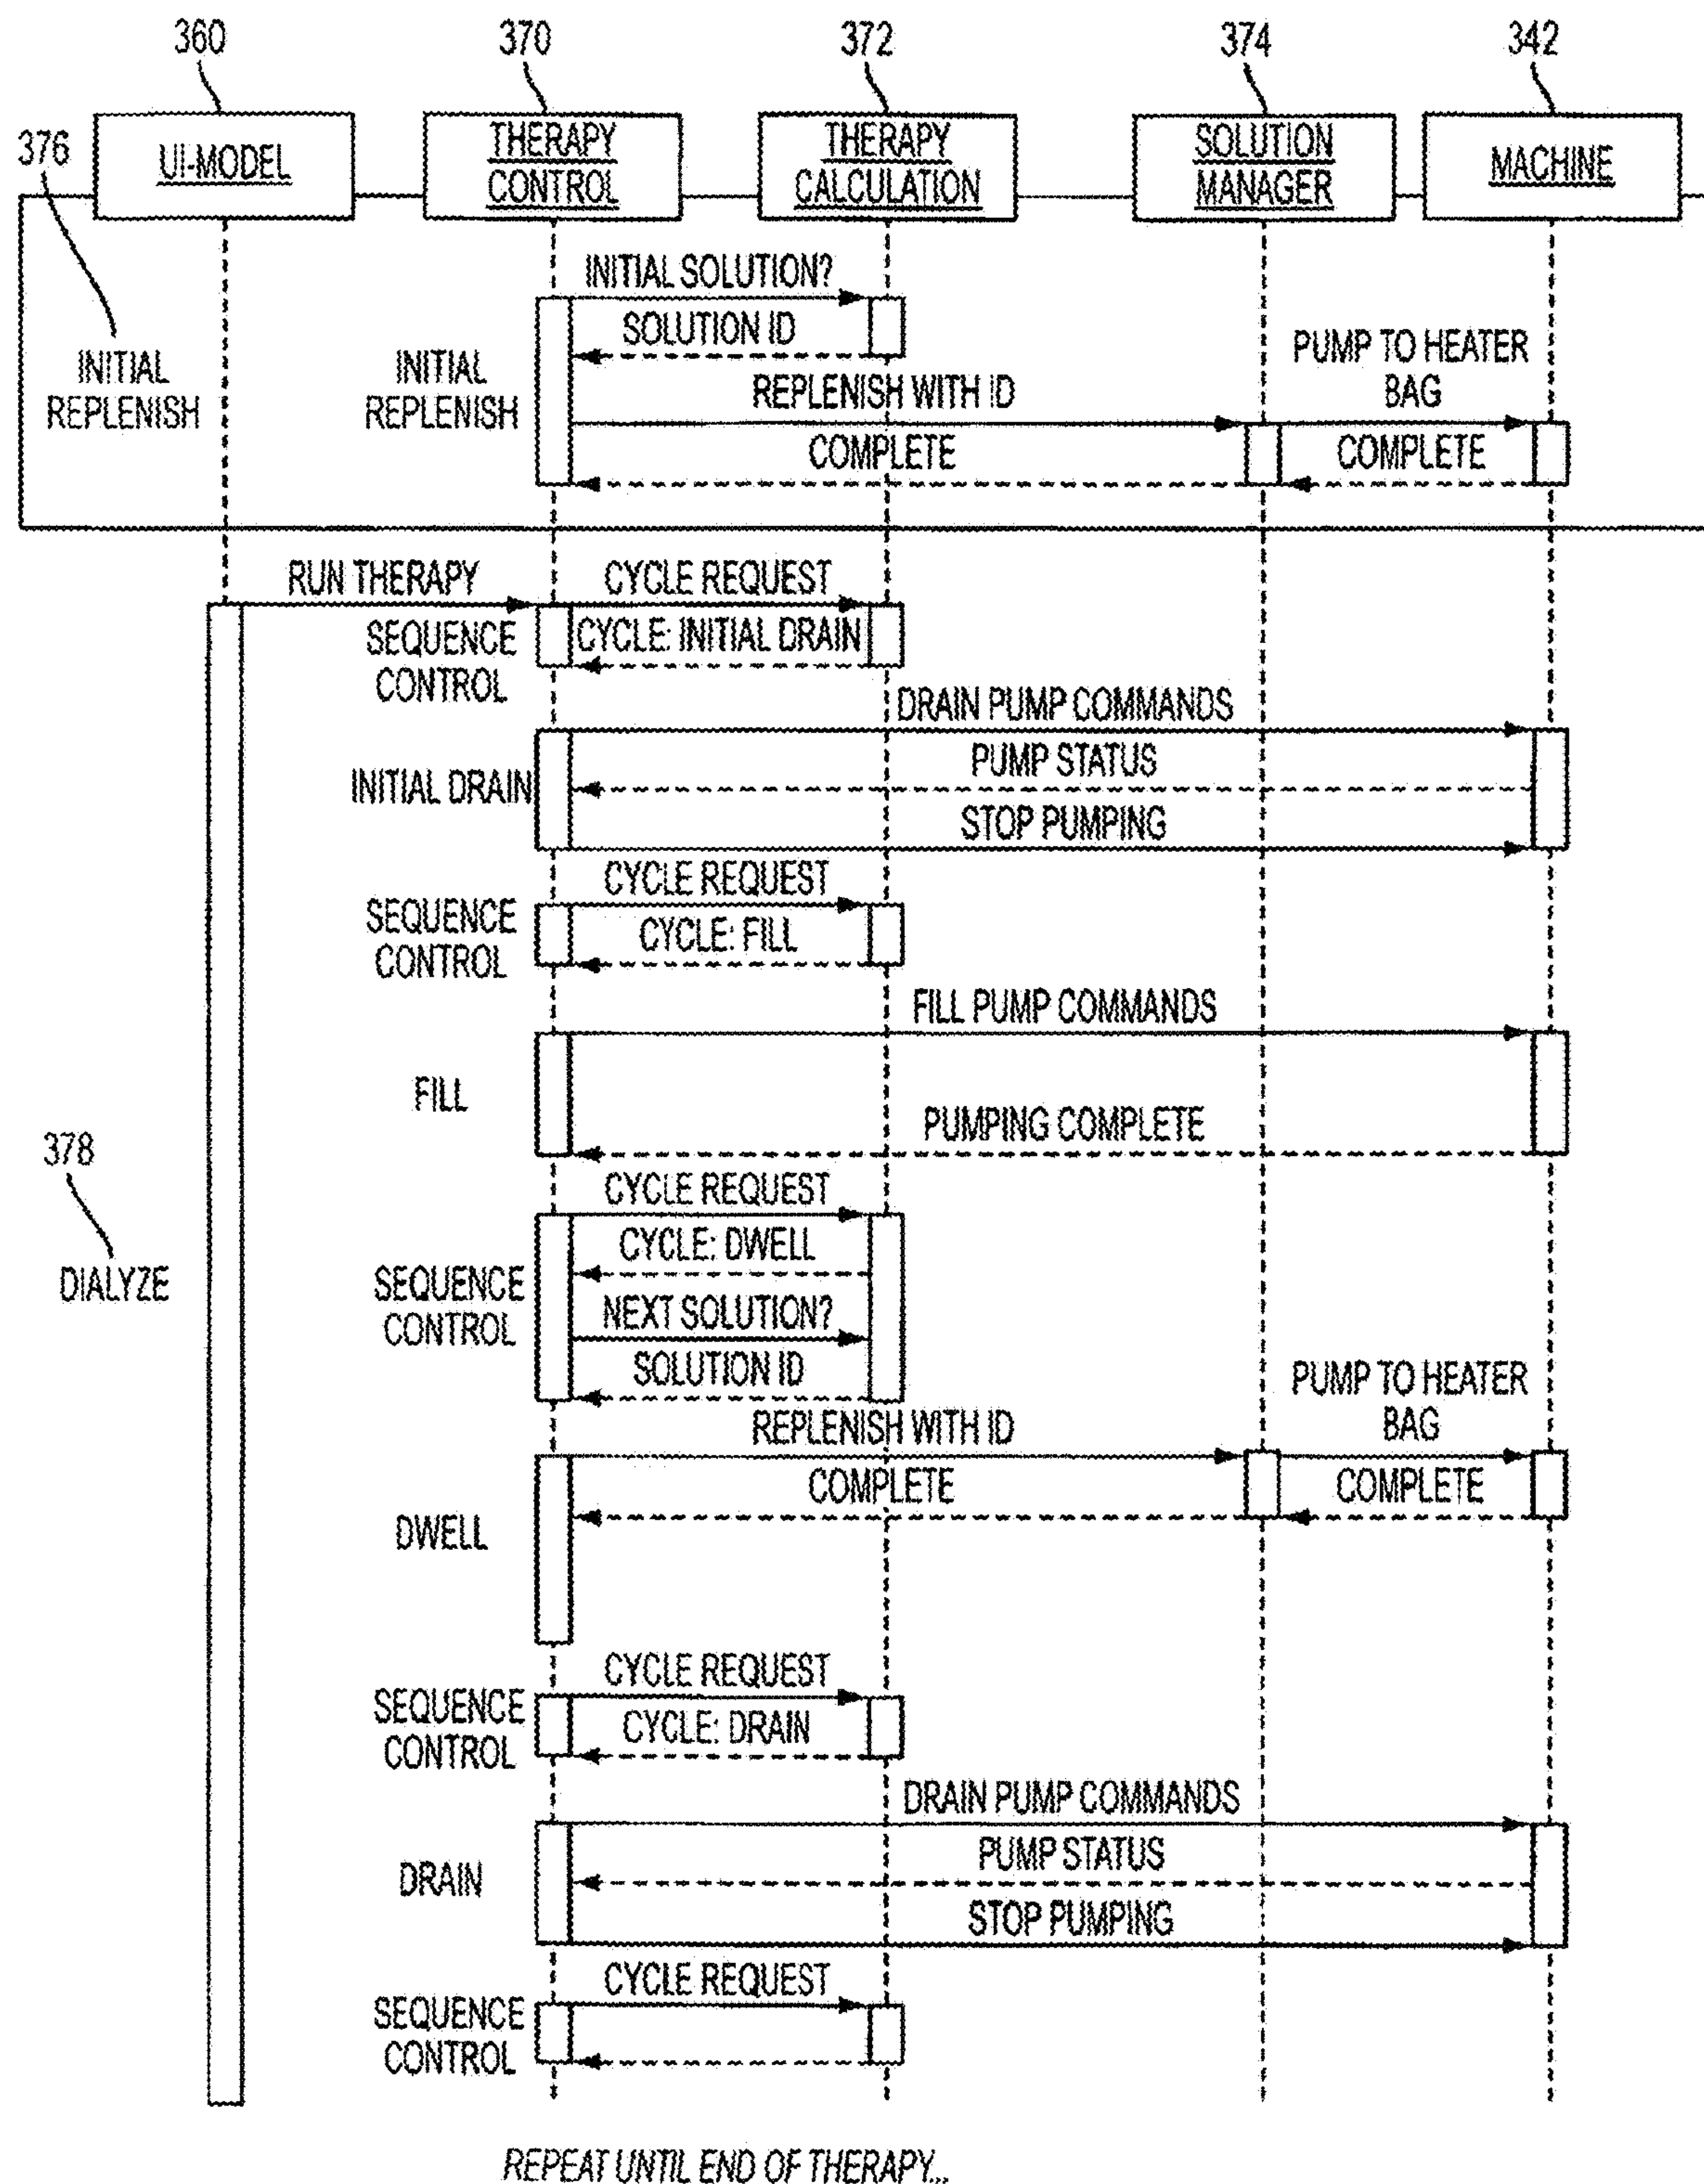 360
370
372
374
342
376
UI-MODEL
THERAPY
CONTROL
THERAPY
CALCULATION
SOLUTION
MANAGER
MACHINE
INITIAL SOLUTION?
SOLUTION ID
INITIAL
REPLENISH
INITIAL
REPLENISH
REPLENISH WITH ID
PUMP TO HEATER
BAG
COMPLETE
COMPLETE
RUN THERAPY
CYCLE REQUEST
SEQUENCE
CONTROL
CYCLE: INITIAL DRAIN
DRAIN PUMP COMMANDS
INITIAL DRAIN
PUMP STATUS
STOP PUMPING
CYCLE REQUEST
SEQUENCE
CONTROL
CYCLE: FILL
FILL PUMP COMMANDS
FILL
PUMPING COMPLETE
378
DIALYZE
CYCLE REQUEST
CYCLE: DWELL
SEQUENCE
CONTROL
NEXT SOLUTION?
SOLUTION ID
REPLENISH WITH ID
PUMP TO HEATER
BAG
COMPLETE
COMPLETE
DWELL
CYCLE REQUEST
SEQUENCE
CONTROL
CYCLE: DRAIN
DRAIN PUMP COMMANDS
DRAIN
PUMP STATUS
STOP PUMPING
CYCLE REQUEST
SEQUENCE
CONTROL
REPEAT UNTIL END OF THERAPY...